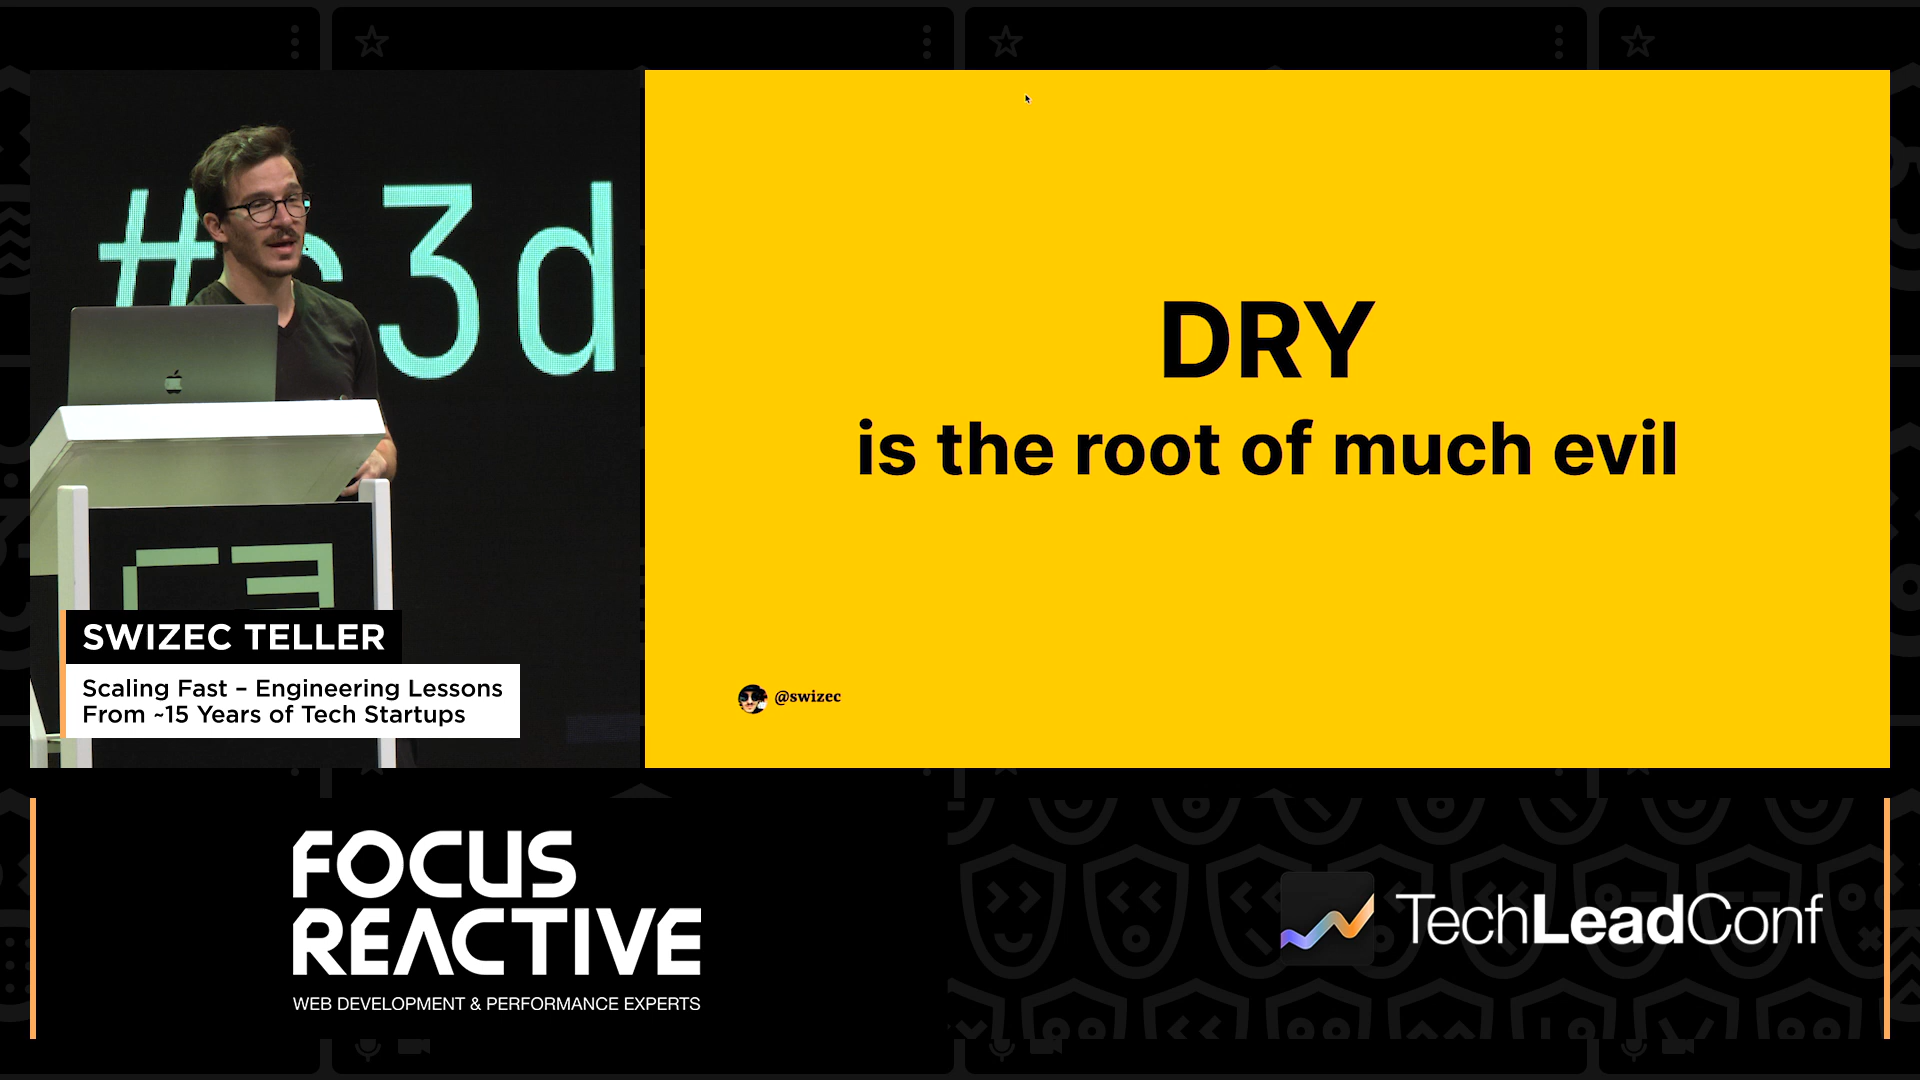 #c3d
DRY
is the root of much evil
@swizec
SWIZEC TELLER
Scaling Fast – Engineering Lessons
From ~15 Years of Tech Startups
FOCUS
REACTIVE
WEB DEVELOPMENT & PERFORMANCE EXPERTS
TechLeadConf